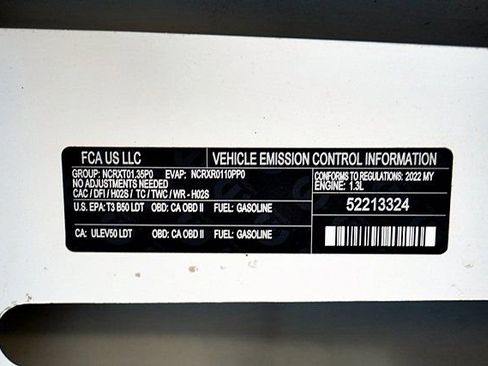 FCA US LLC
VEHICLE EMISSION CONTROL INFORMATION
GROUP: NCRXT01.35P0 EVAP: NCRXR0110PP0
NO ADJUSTMENTS NEEDED
CAC / DFI / H02S / TC / TWC / WR - H02S
CONFORMS TO REGULATIONS: 2022 MY
ENGINE: 1.3L
U.S. EPA: T3 B50 LDT OBD: CA OBD II FUEL: GASOLINE
52213324
CA: ULEV50 LDT OBD: CA OBD II FUEL: GASOLINE